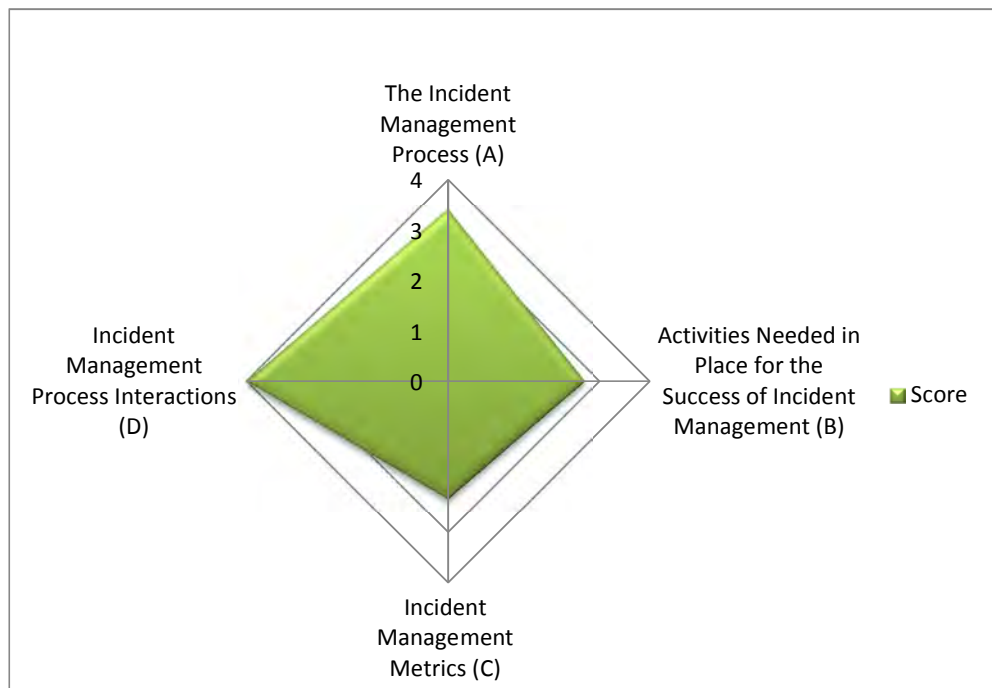 The Incident
Management
Process (A)
4
3
2
1
0
Activities Needed in
Place for the
Success of Incident
Management (B)
Score
Incident
Management
Process Interactions
(D)
Incident
Management
Metrics (C)